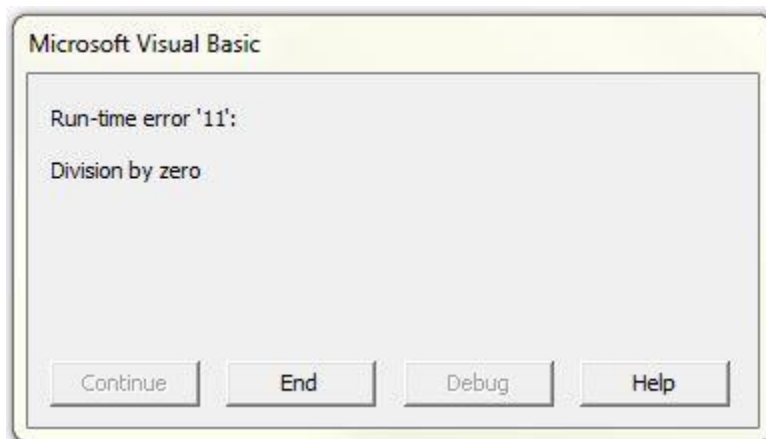 Microsoft Visual Basic
Run-time error '11':
Division by zero
Continue End Debug Help